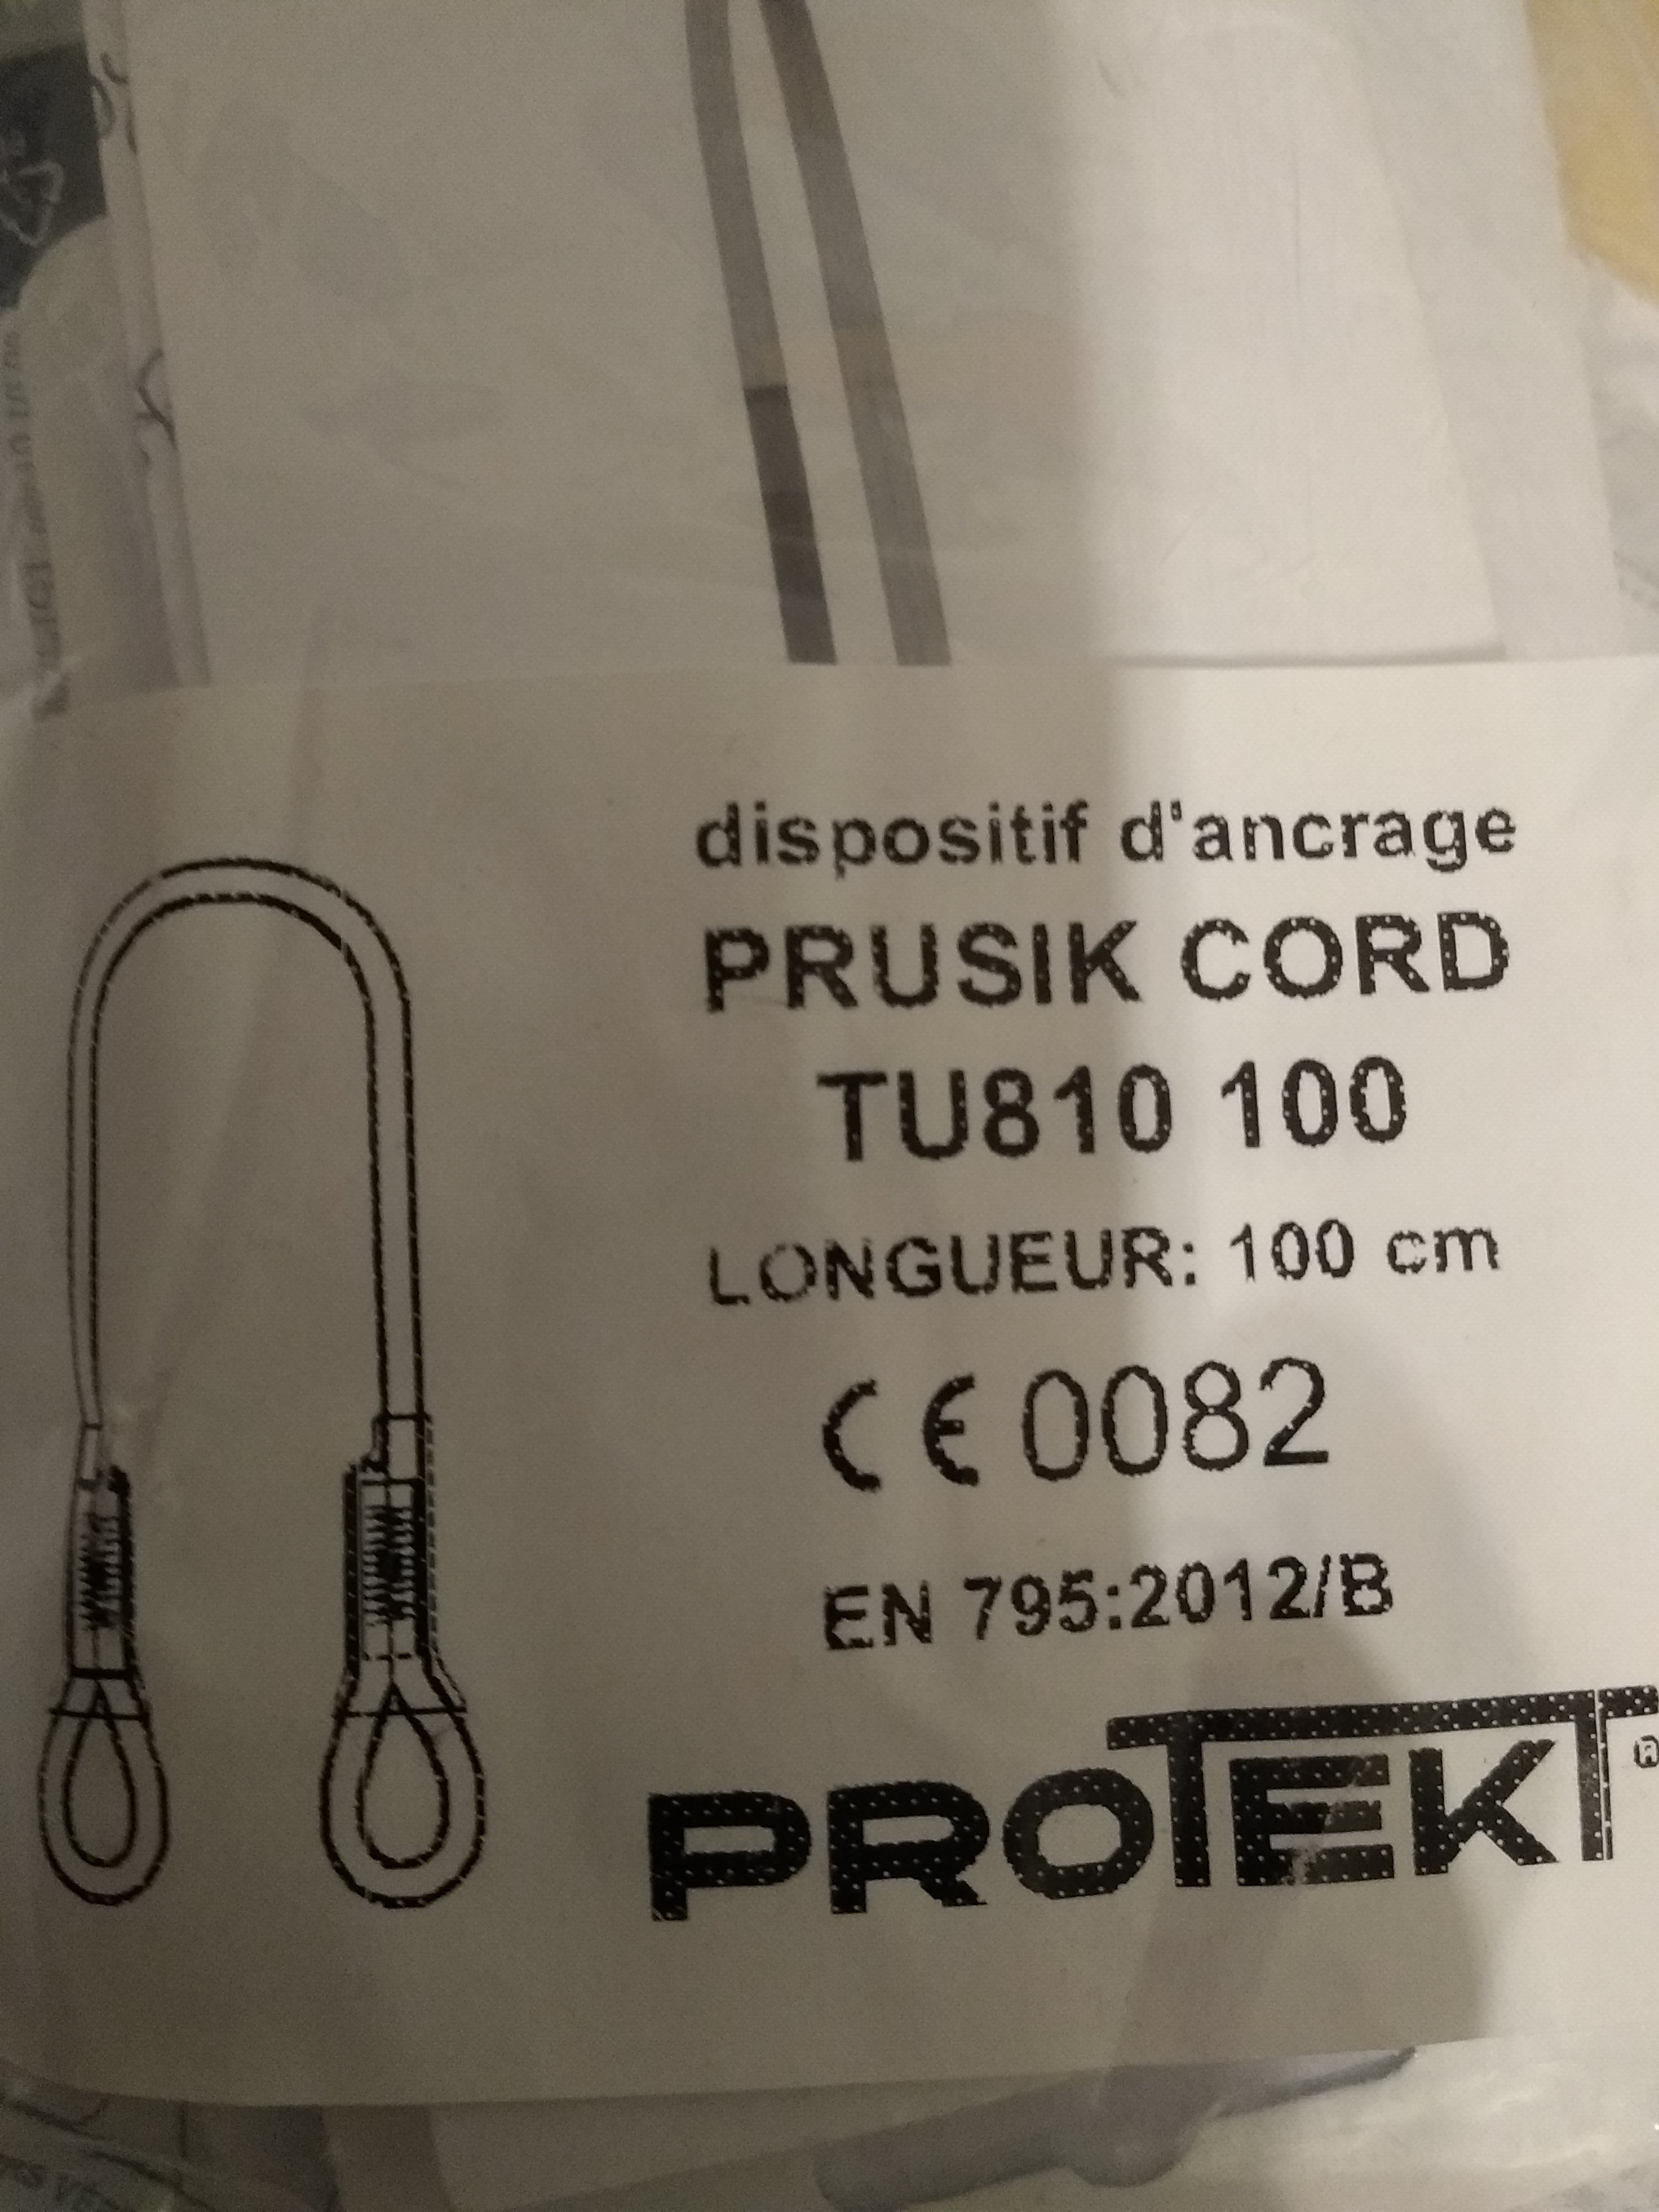 dispositif d'ancrage
PRUSIK CORD
TU810 100
LONGUEUR: 100 cm
CE 0082
EN 795:2012/B
PROTEKT®